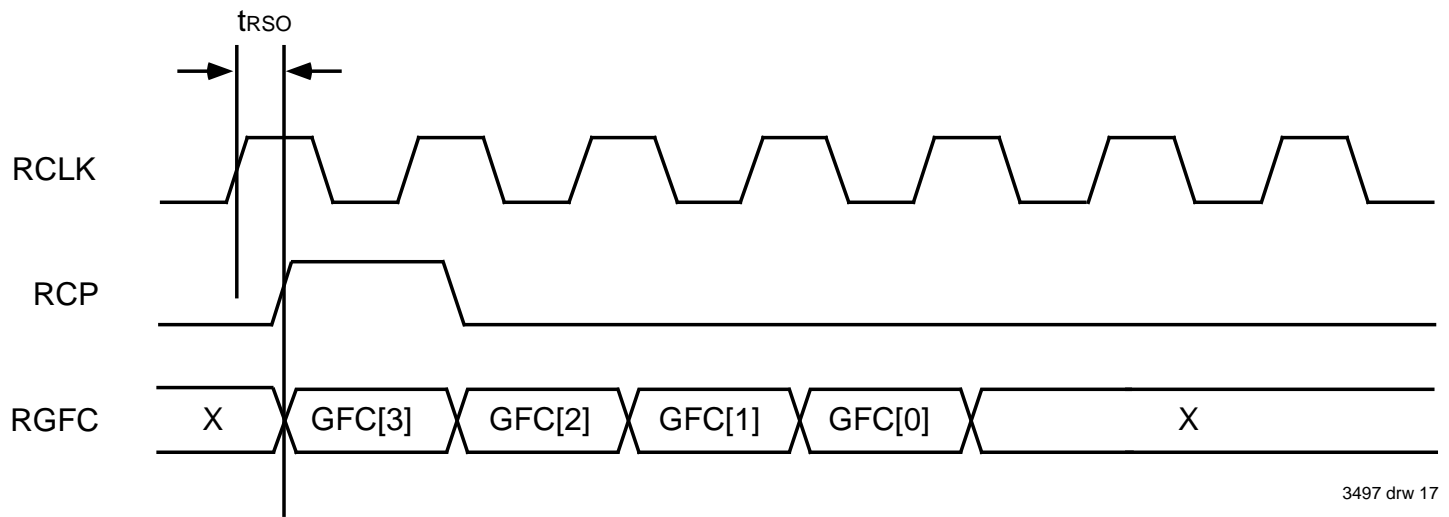 tRSO
RCLK
RCP
RGFC X GFC[3] GFC[2] GFC[1] GFC[0] X
3497 drw 17